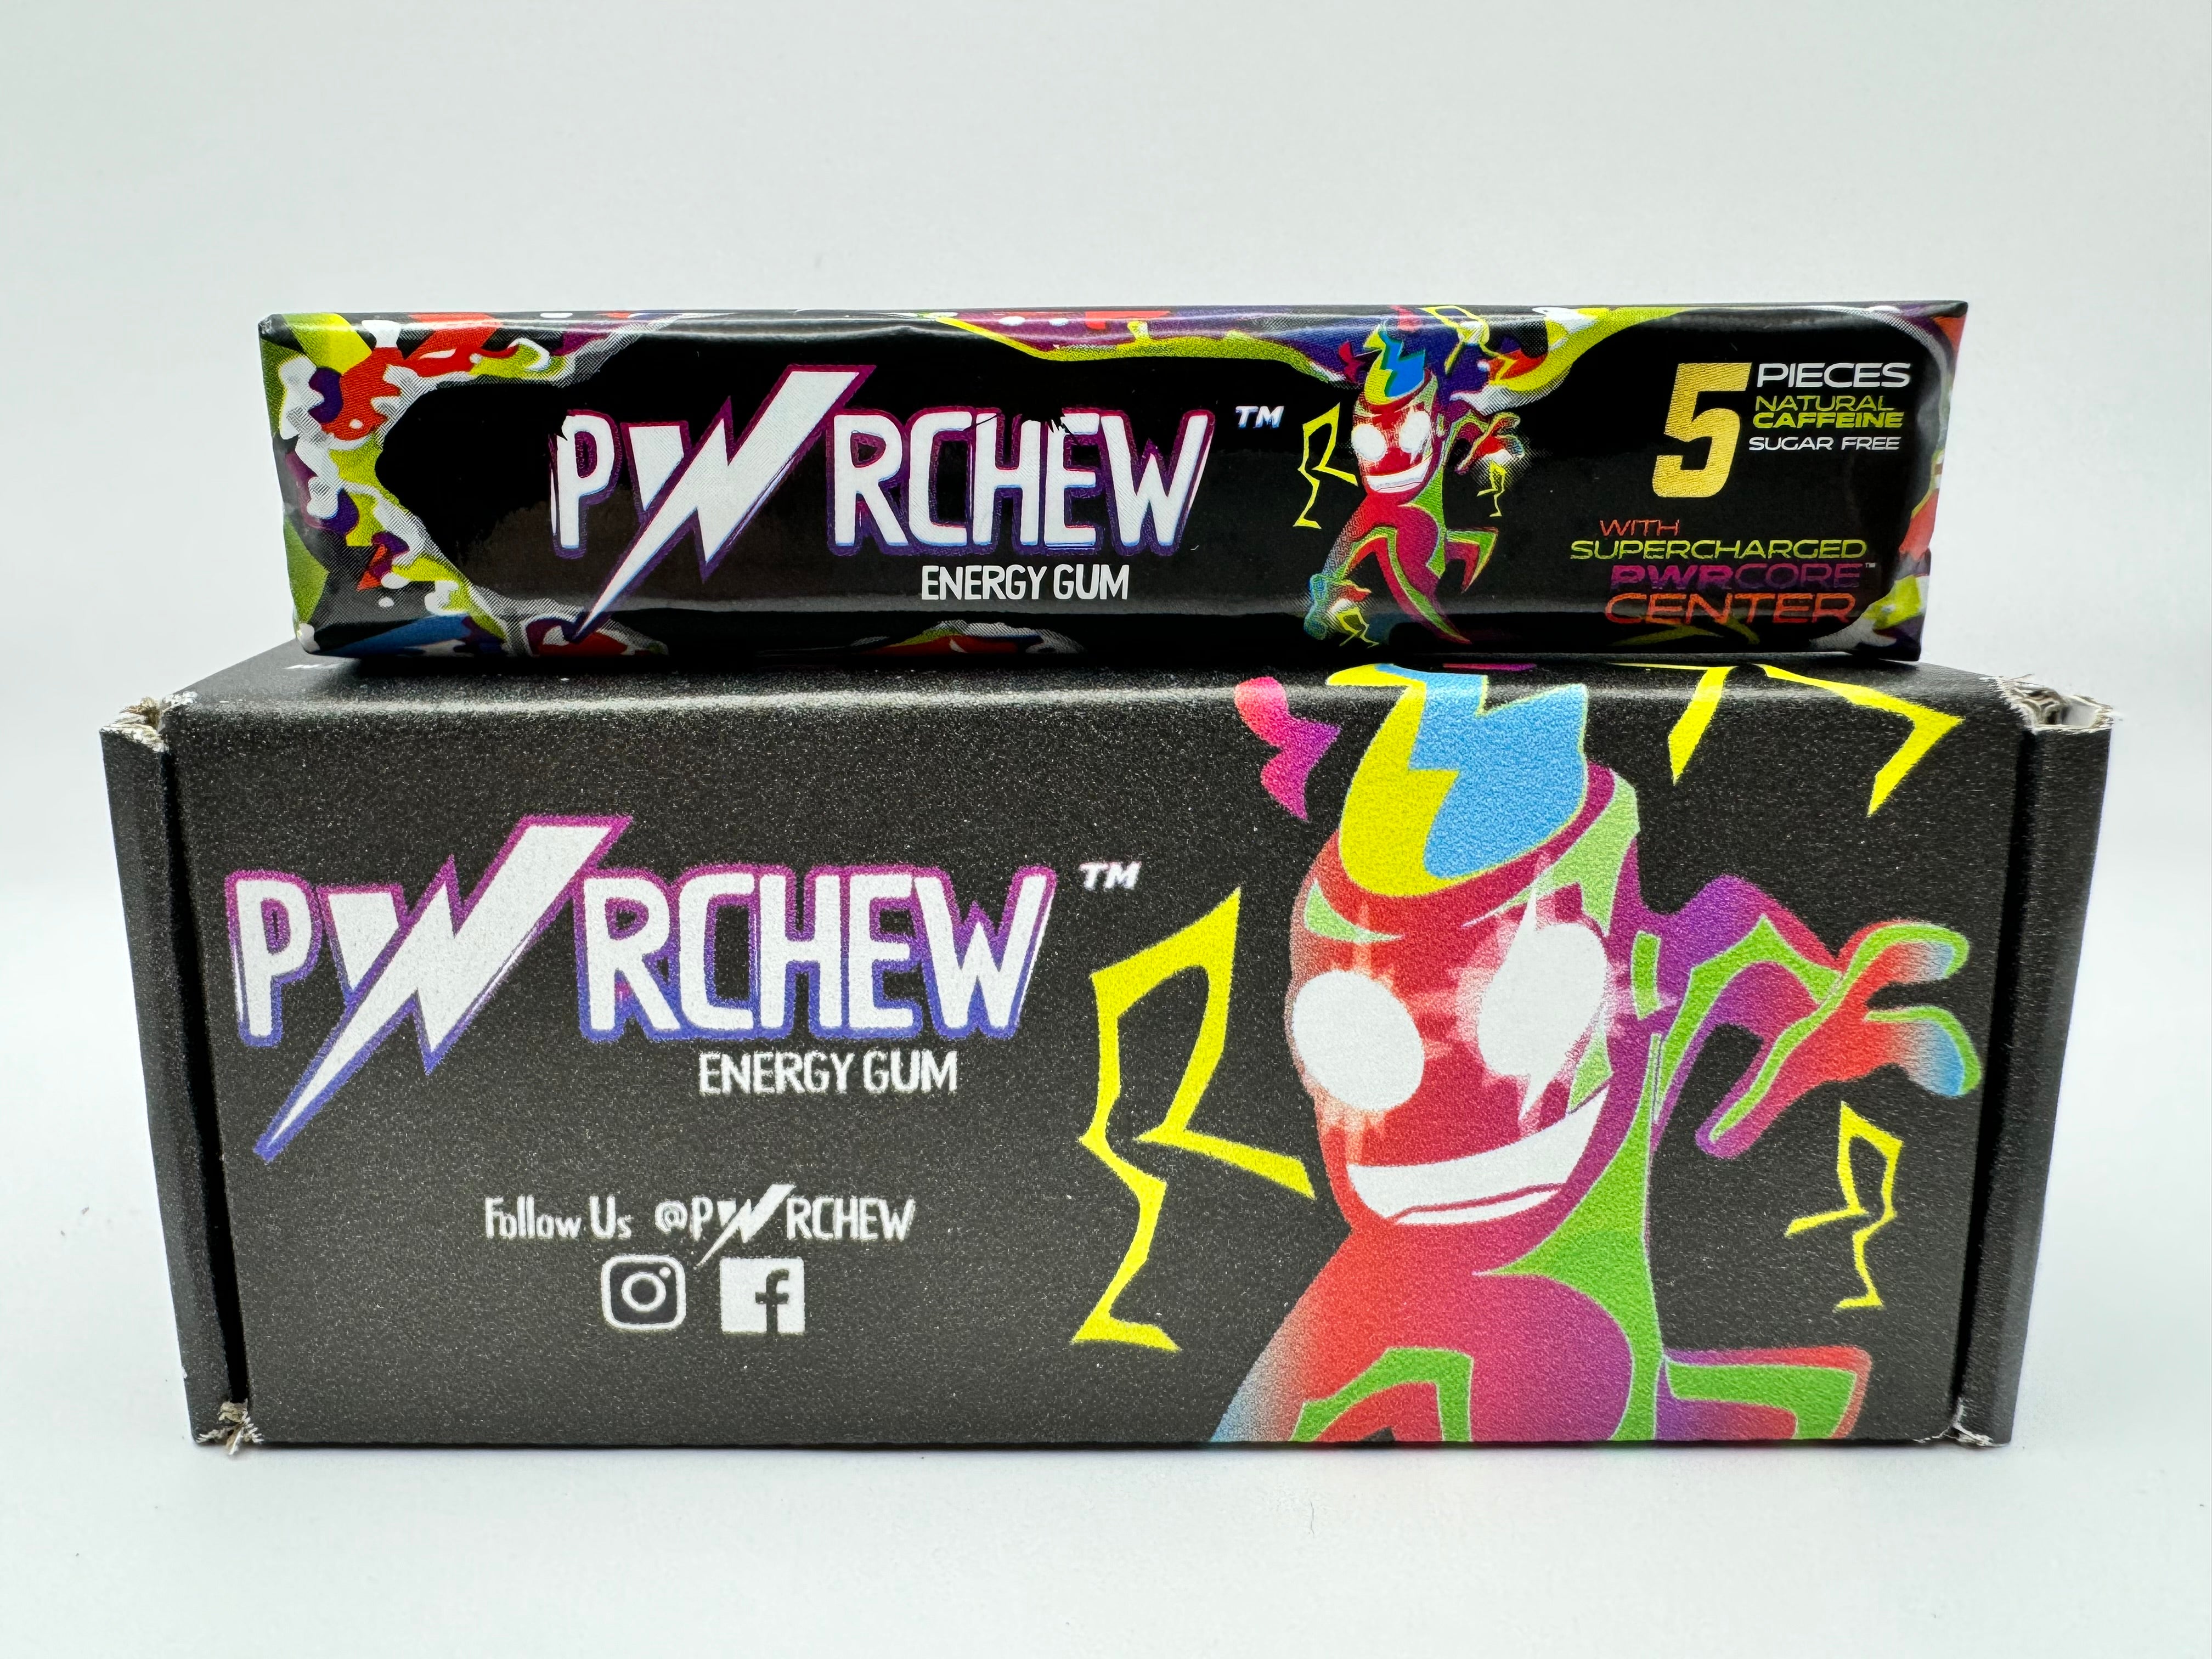 PWRCHEW™
ENERGY GUM
5 PIECES
NATURAL
CAFFEINE
SUGAR FREE
WITH
SUPERCHARGED
PWRCORE™
CENTER
PWRCHEW™
ENERGY GUM
Follow Us @PWRCHEW